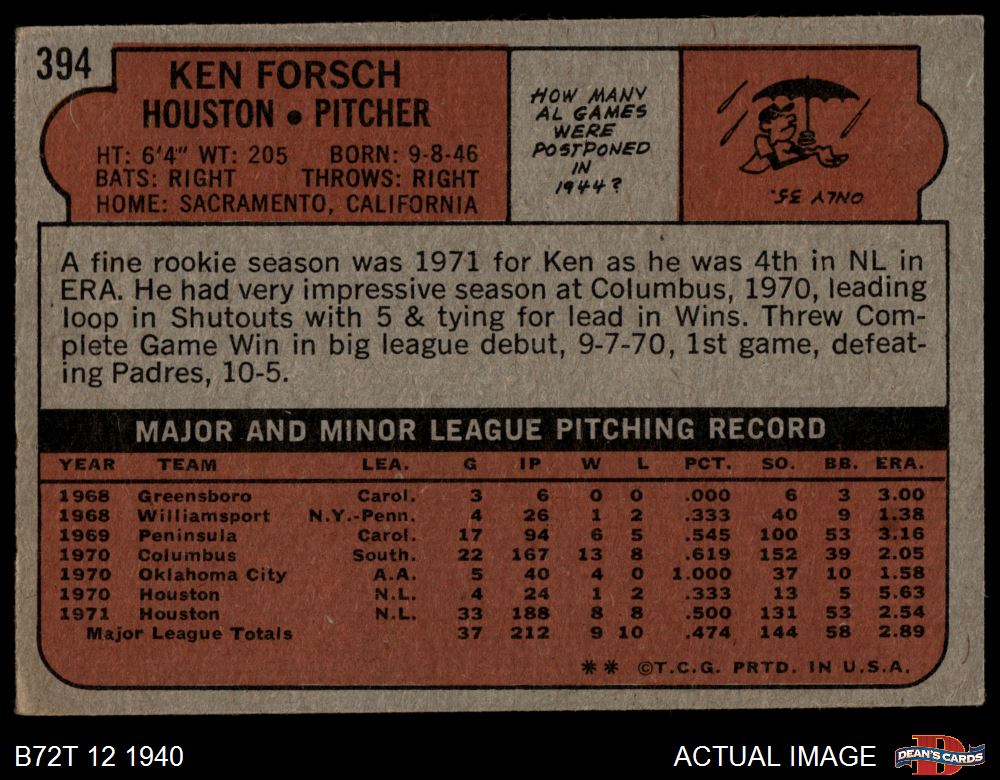 394
KEN FORSCH
HOUSTON • PITCHER
HT: 6'4" WT: 205 BORN: 9-8-46
BATS: RIGHT THROWS: RIGHT
HOME: SACRAMENTO, CALIFORNIA
HOW MANY
AL GAMES
WERE
POSTPONED
IN
1944?
ONLY 35.
A fine rookie season was 1971 for Ken as he was 4th in NL in
ERA. He had very impressive season at Columbus, 1970, leading
loop in Shutouts with 5 & tying for lead in Wins. Threw Com-
plete Game Win in big league debut, 9-7-70, 1st game, defeat-
ing Padres, 10-5.
MAJOR AND MINOR LEAGUE PITCHING RECORD
YEAR TEAM LEA. G IP W L PCT. SO. BB. ERA.
1968 Greensboro Carol. 3 6 0 0 .000 6 3 3.00
1968 Williamsport N.Y.-Penn. 4 26 1 2 .333 40 9 1.38
1969 Peninsula Carol. 17 94 6 5 .545 100 53 3.16
1970 Columbus South. 22 167 13 8 .619 152 39 2.05
1970 Oklahoma City A.A. 5 40 4 0 1.000 37 10 1.58
1970 Houston N.L. 4 24 1 2 .333 13 5 5.63
1971 Houston N.L. 33 188 8 8 .500 131 53 2.54
Major League Totals 37 212 9 10 .474 144 58 2.89
** ©T.C.G. PRTD. IN U.S.A.
B72T 12 1940
ACTUAL IMAGE
D
DEAN'S CARDS